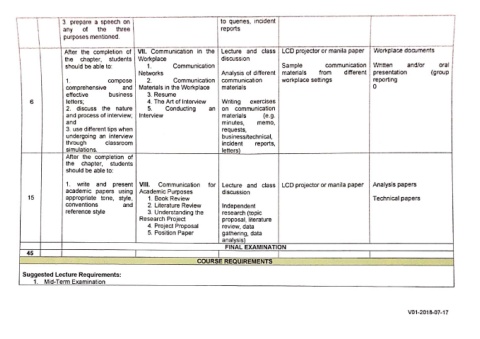 3 prepare a speech on
any of the three
purposes mentioned.
to queries, incident
reports
6
After the completion of
the chapter, students
should be able to:
1. compose
comprehensive and
effective business
letters;
2. discuss the nature
and process of interview;
and
3. use different tips when
undergoing an interview
through classroom
simulations.
VII. Communication in the
Workplace
1. Communication
Networks
2. Communication
Materials in the Workplace
3. Resume
4. The Art of Interview
5. Conducting an
Interview
Lecture and class
discussion
Analysis of different
communication
materials
Writing exercises
on communication
materials (e.g.
minutes, memo,
requests,
business/technical,
incident reports,
letters)
LCD projector or manila paper
Sample communication
materials from different
workplace settings
Workplace documents
Written and/or oral
presentation (group
reporting
0
15
After the completion of
the chapter, students
should be able to:
1. write and present
academic papers using
appropriate tone, style,
conventions and
reference style
VIII. Communication for
Academic Purposes
1. Book Review
2. Literature Review
3. Understanding the
Research Project
4. Project Proposal
5. Position Paper
Lecture and class
discussion
Independent
research (topic
proposal, literature
review, data
gathering, data
analysis)
LCD projector or manila paper
Analysis papers
Technical papers
FINAL EXAMINATION
45
COURSE REQUIREMENTS
Suggested Lecture Requirements:
1. Mid-Term Examination
V01-2018-07-17